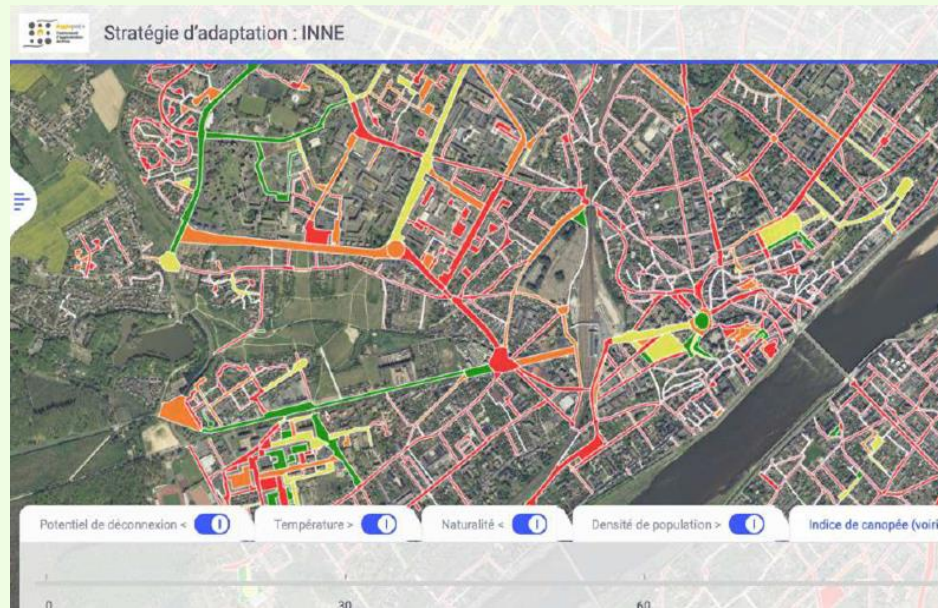 Stratégie d'adaptation : INNE
Potentiel de déconnexion <
Température >
Naturalité <
Densité de population >
Indice de canopée (voiri
0 30 60